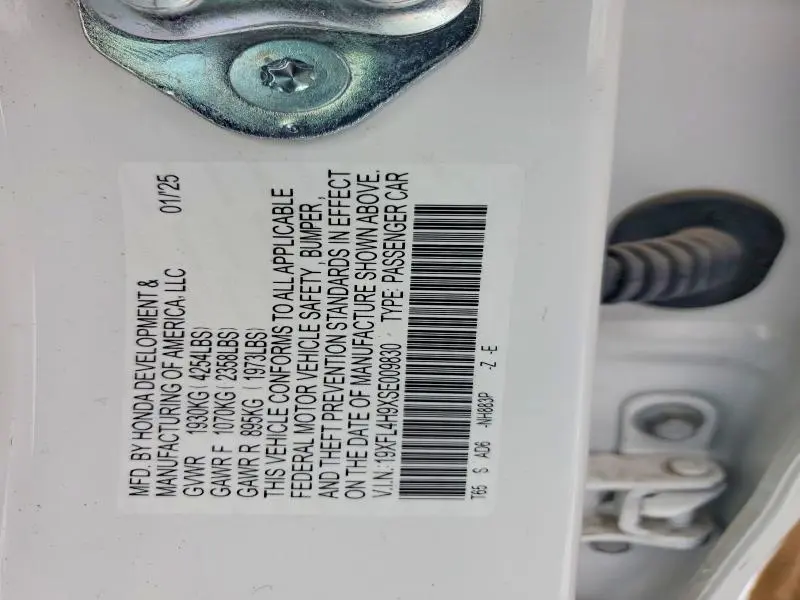 MFD. BY HONDA DEVELOPMENT &
MANUFACTURING OF AMERICA, LLC 01/'25
GVWR 1930KG ( 4254LBS)
GAWR F 1070KG ( 2358LBS)
GAWR R 895KG ( 1973LBS)
THIS VEHICLE CONFORMS TO ALL APPLICABLE
FEDERAL MOTOR VEHICLE SAFETY, BUMPER,
AND THEFT PREVENTION STANDARDS IN EFFECT
ON THE DATE OF MANUFACTURE SHOWN ABOVE.
V.I.N.:19XFL4H9XSE009830 TYPE: PASSENGER CAR
T65 S AD6 -NH883P -Z -E